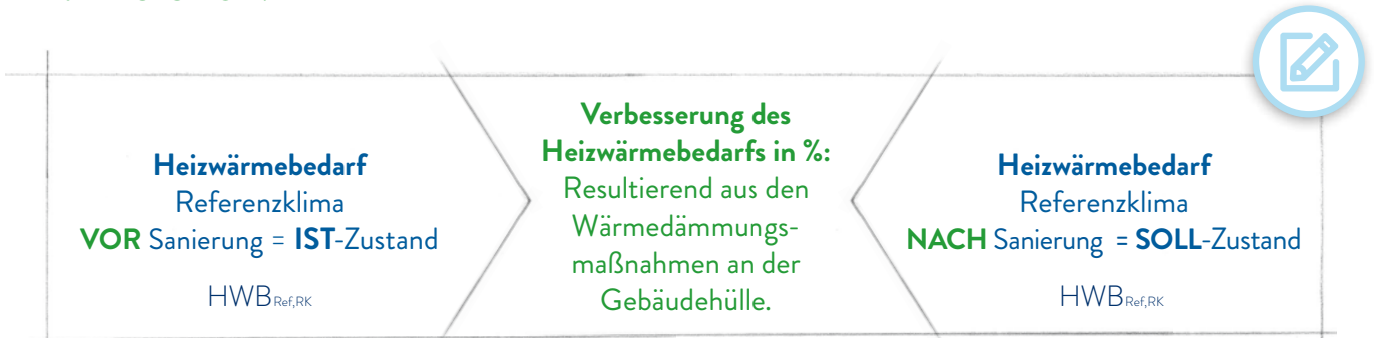 Heizwärmebedarf
Referenzklima
VOR Sanierung = IST-Zustand
HWBRef,RK
Verbesserung des
Heizwärmebedarfs in %:
Resultierend aus den
Wärmedämmungs-
maßnahmen an der
Gebäudehülle.
Heizwärmebedarf
Referenzklima
NACH Sanierung = SOLL-Zustand
HWBRef,RK